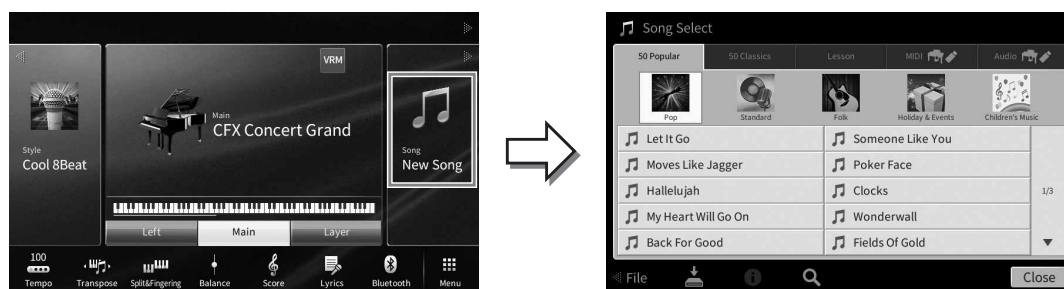 VRM
Main
CFX Concert Grand
Style
Cool 8Beat
Song
New Song
Left Main Layer
100
Tempo Transpose Split&Fingering Balance Score Lyrics Bluetooth Menu
Song Select
50 Popular 50 Classics Lesson MIDI Audio
Pop Standard Folk Holiday & Events Children's Music
Let It Go Someone Like You
Moves Like Jagger Poker Face
Hallelujah Clocks 1/3
My Heart Will Go On Wonderwall
Back For Good Fields Of Gold
File Close